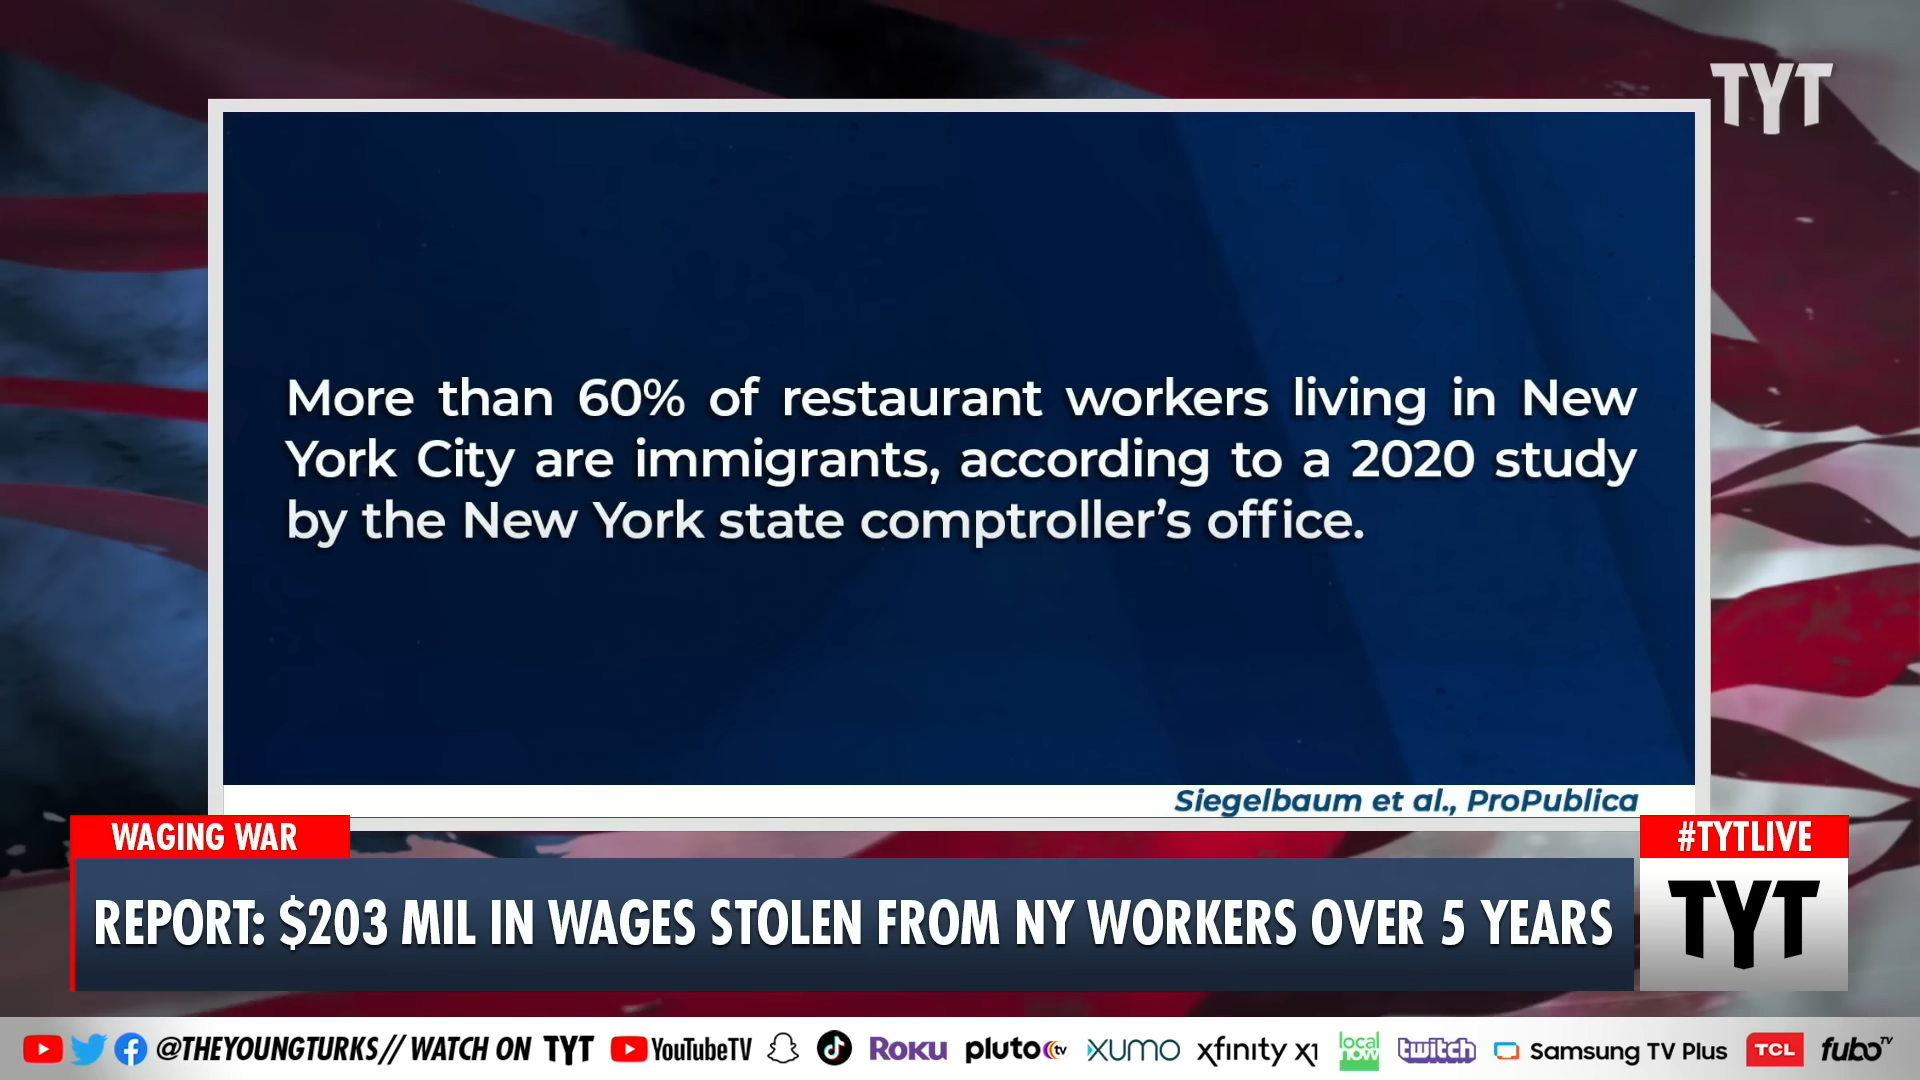 TYT
More than 60% of restaurant workers living in New
York City are immigrants, according to a 2020 study
by the New York state comptroller's office.
Siegelbaum et al., ProPublica
WAGING WAR
#TYTLIVE
REPORT: $203 MIL IN WAGES STOLEN FROM NY WORKERS OVER 5 YEARS
TYT
@THEYOUNGTURKS// WATCH ON TYT YouTubeTV Roku pluto tv XUMO xfinity x1 local now twitch Samsung TV Plus TCL fubo TV